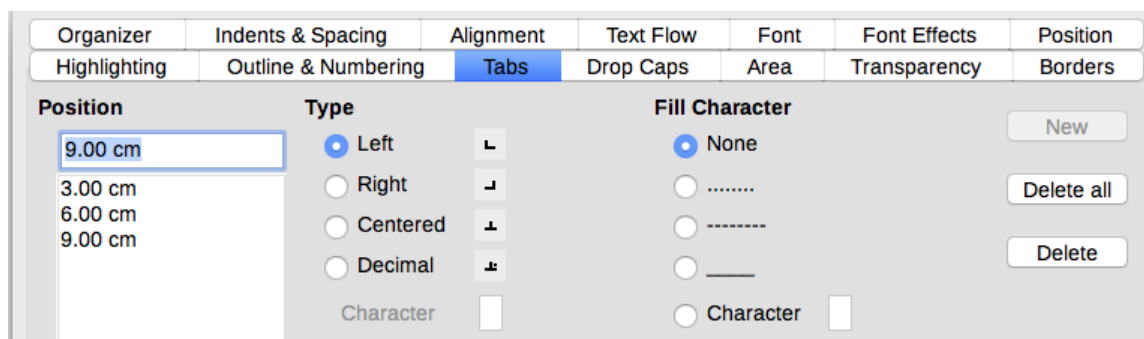 Organizer Indents & Spacing Alignment Text Flow Font Font Effects Position
Highlighting Outline & Numbering Tabs Drop Caps Area Transparency Borders
Position Type Fill Character
9.00 cm Left None New
3.00 cm Right ........ Delete all
6.00 cm Centered --------
9.00 cm Decimal ____ Delete
Character Character